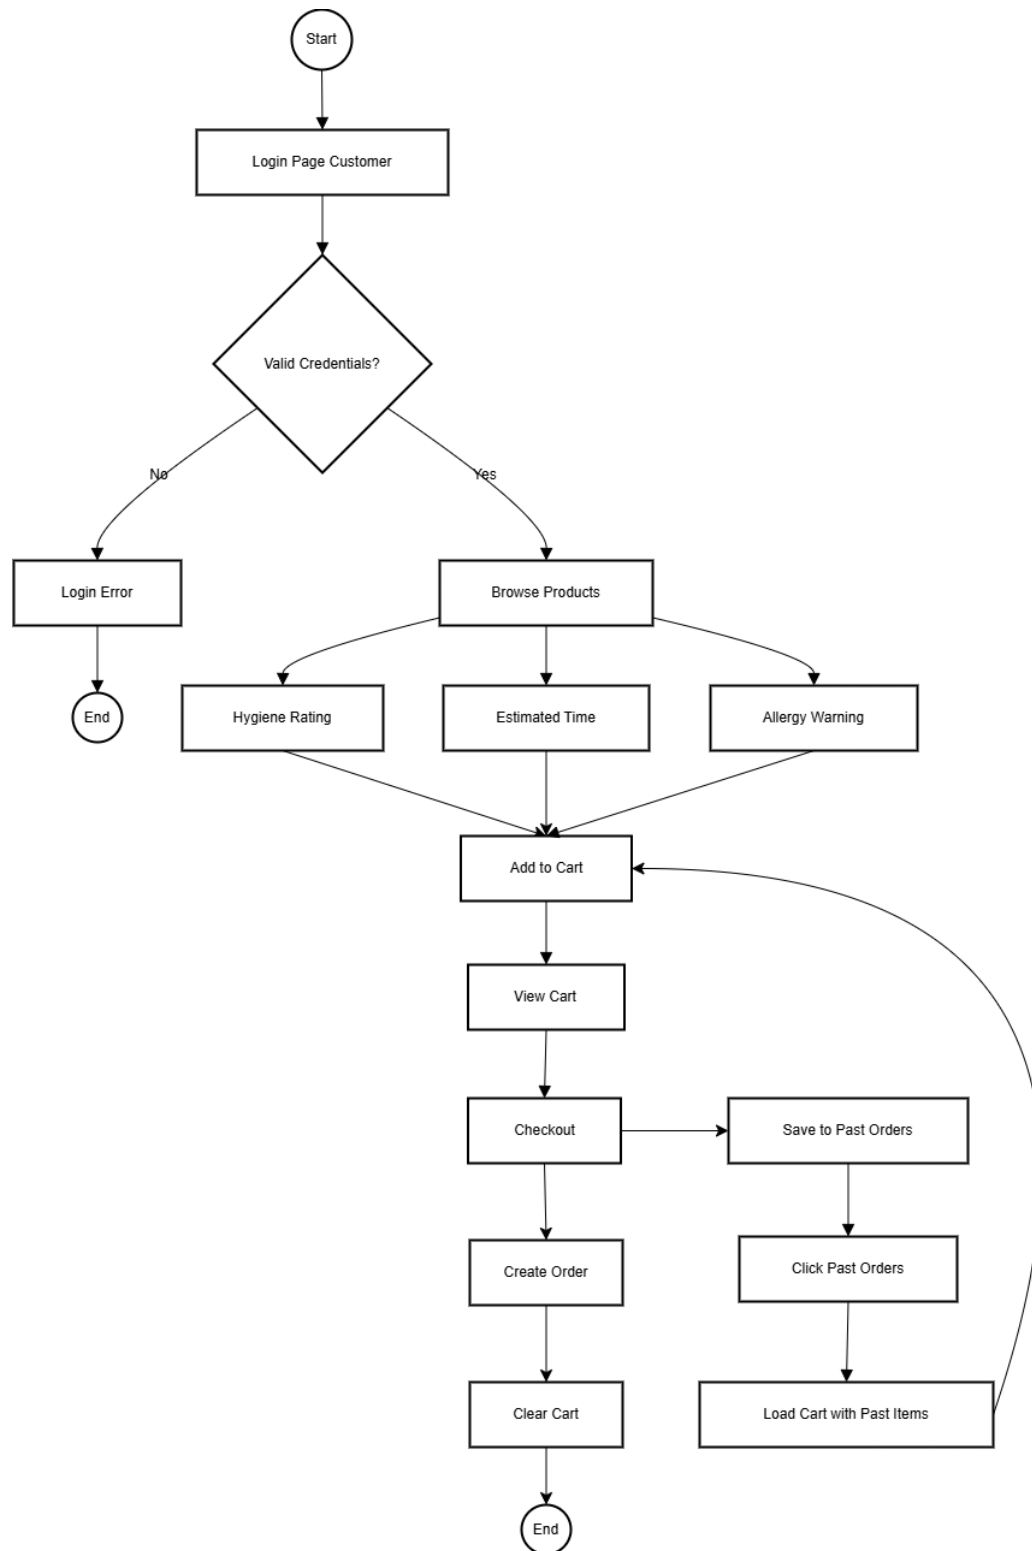 Start
Login Page Customer
Valid Credentials?
No
Yes
Login Error
Browse Products
End
Hygiene Rating
Estimated Time
Allergy Warning
Add to Cart
View Cart
Checkout
Save to Past Orders
Create Order
Click Past Orders
Clear Cart
Load Cart with Past Items
End